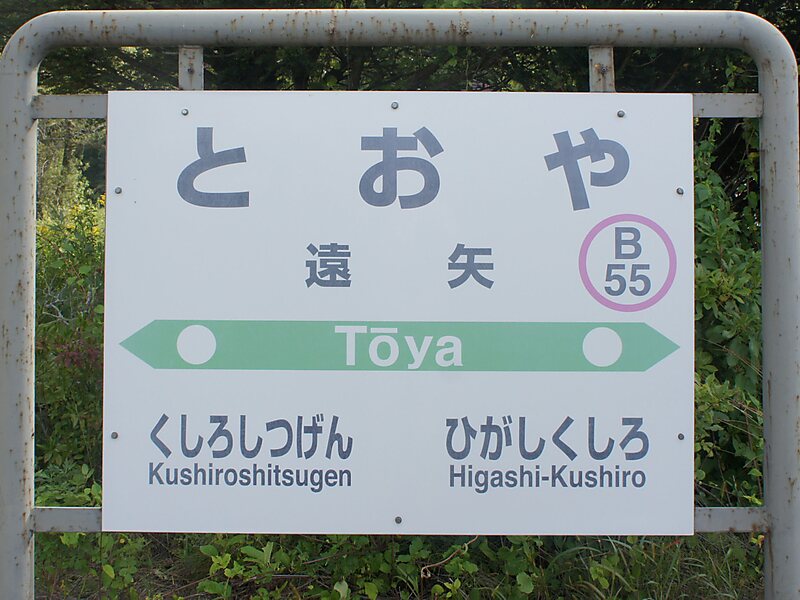 とおや
遠矢
B
55
Tōya
くしろしつげん
Kushiroshitsugen
ひがしくしろ
Higashi-Kushiro